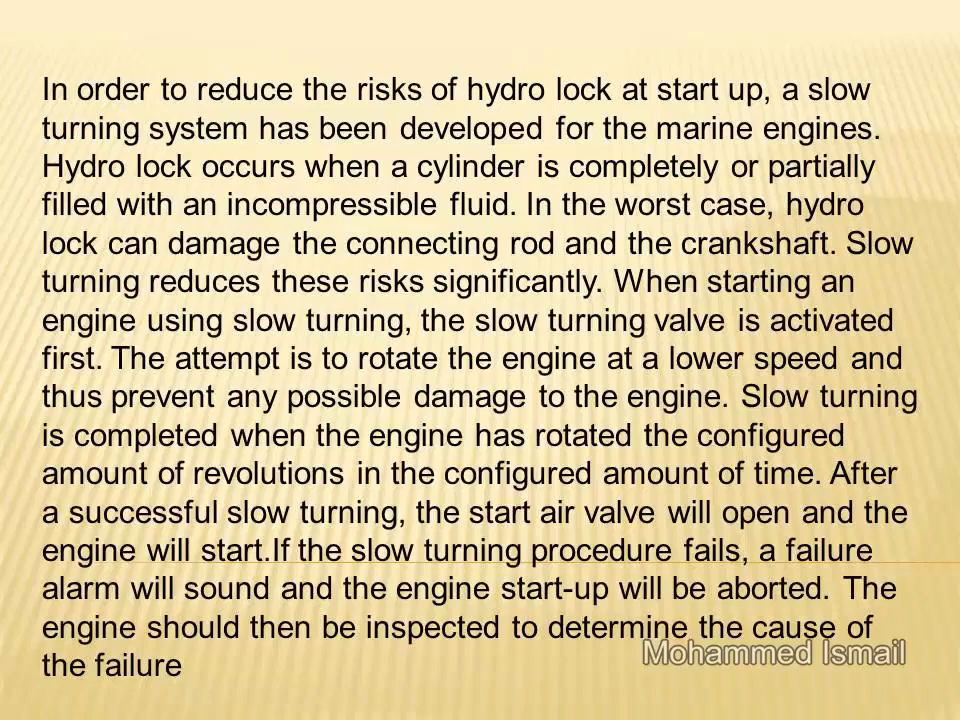 In order to reduce the risks of hydro lock at start up, a slow
turning system has been developed for the marine engines.
Hydro lock occurs when a cylinder is completely or partially
filled with an incompressible fluid. In the worst case, hydro
lock can damage the connecting rod and the crankshaft. Slow
turning reduces these risks significantly. When starting an
engine using slow turning, the slow turning valve is activated
first. The attempt is to rotate the engine at a lower speed and
thus prevent any possible damage to the engine. Slow turning
is completed when the engine has rotated the configured
amount of revolutions in the configured amount of time. After
a successful slow turning, the start air valve will open and the
engine will start.If the slow turning procedure fails, a failure
alarm will sound and the engine start-up will be aborted. The
engine should then be inspected to determine the cause of
the failure
Mohammed Ismail